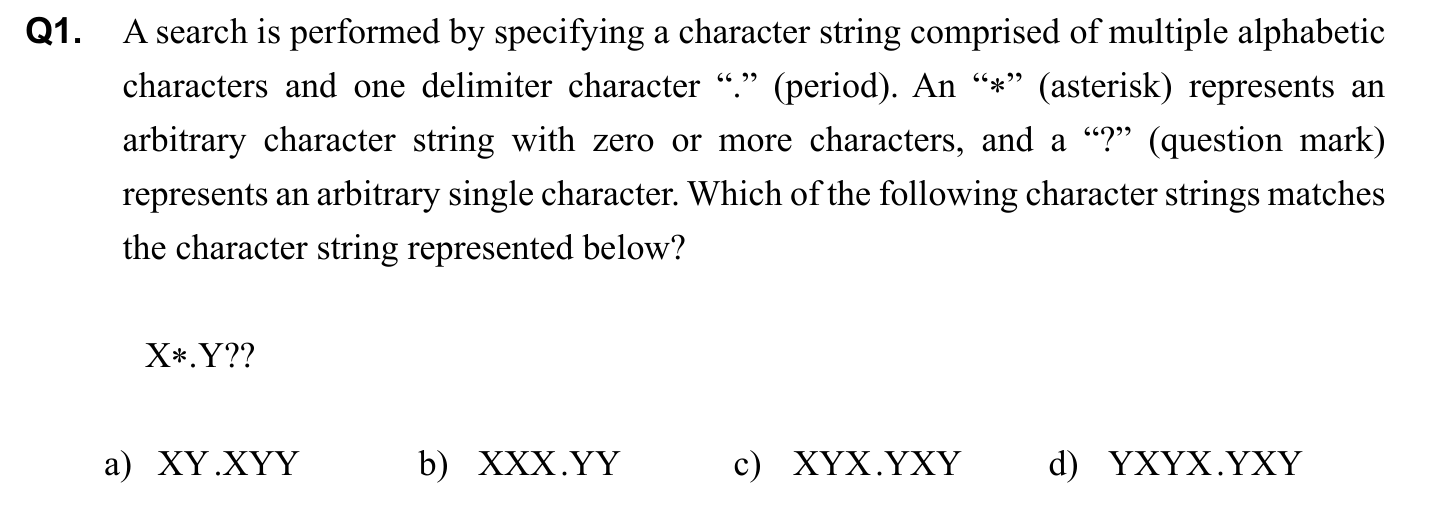 Q1. A search is performed by specifying a character string comprised of multiple alphabetic
characters and one delimiter character “.” (period). An “*” (asterisk) represents an
arbitrary character string with zero or more characters, and a “?” (question mark)
represents an arbitrary single character. Which of the following character strings matches
the character string represented below?
X*.Y??
a) XY.XYY b) XXX.YY c) XYX.YXY d) YXYX.YXY